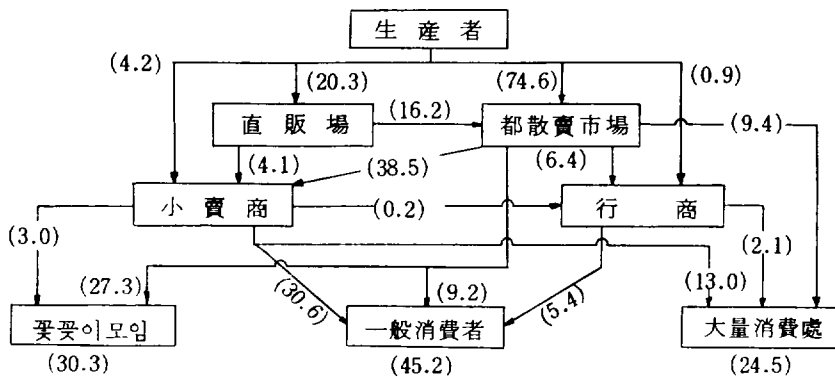 生産者
(4.2)
(20.3)
(74.6)
(0.9)
直販場
(16.2)
都散賣市場
(9.4)
(4.1)
(38.5)
(6.4)
小賣商
(0.2)
行商
(3.0)
(2.1)
(27.3)
(30.6)
(9.2)
(5.4)
(13.0)
꽃꽂이모임
一般消費者
大量消費處
(30.3)
(45.2)
(24.5)